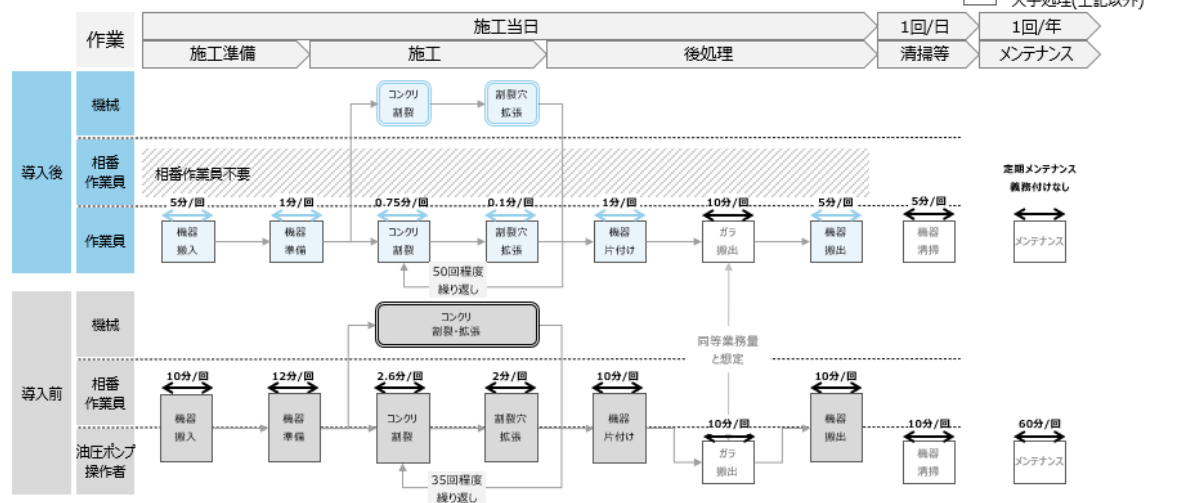 人手処理(上記以外)
作業
施工当日
1回/日
1回/年
施工準備
施工
後処理
清掃等
メンテナンス
導入後
機械
コンクリ
割裂
割裂穴
拡張
相番
作業員
相番作業員不要
定期メンテナンス
義務付けなし
作業員
5分/回
1分/回
0.75分/回
0.1分/回
1分/回
10分/回
5分/回
5分/回
機器
搬入
機器
準備
コンクリ
割裂
割裂穴
拡張
機器
片付け
ガラ
搬出
機器
搬出
機器
清掃
メンテナンス
50回程度
繰り返し
導入前
機械
コンクリ
割裂・拡張
同等業務量
と想定
相番
作業員
油圧ポンプ
操作者
10分/回
12分/回
2.6分/回
2分/回
10分/回
10分/回
10分/回
10分/回
60分/回
機器
搬入
機器
準備
コンクリ
割裂
割裂穴
拡張
機器
片付け
ガラ
搬出
機器
搬出
機器
清掃
メンテナンス
35回程度
繰り返し